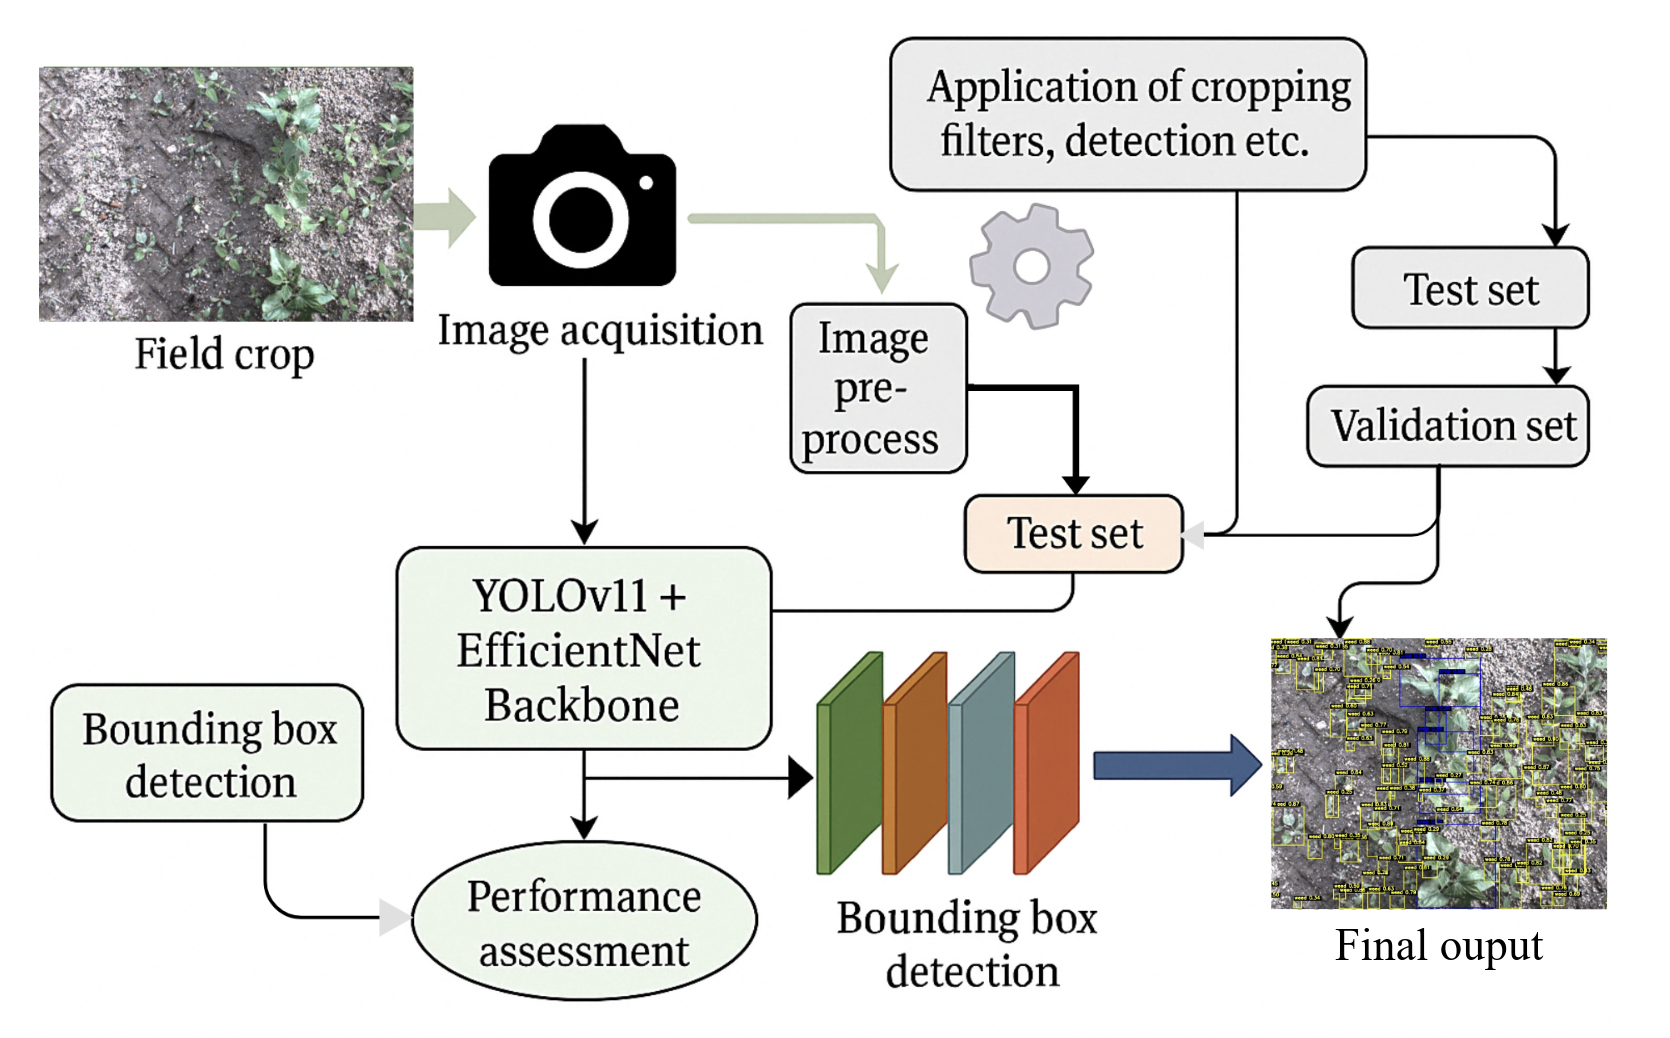 Application of cropping
filters, detection etc.
Field crop
Image acquisition
Image
pre-
process
Test set
Validation set
Test set
YOLOv11 +
EfficientNet
Backbone
Bounding box
detection
Performance
assessment
Bounding box
detection
Final ouput